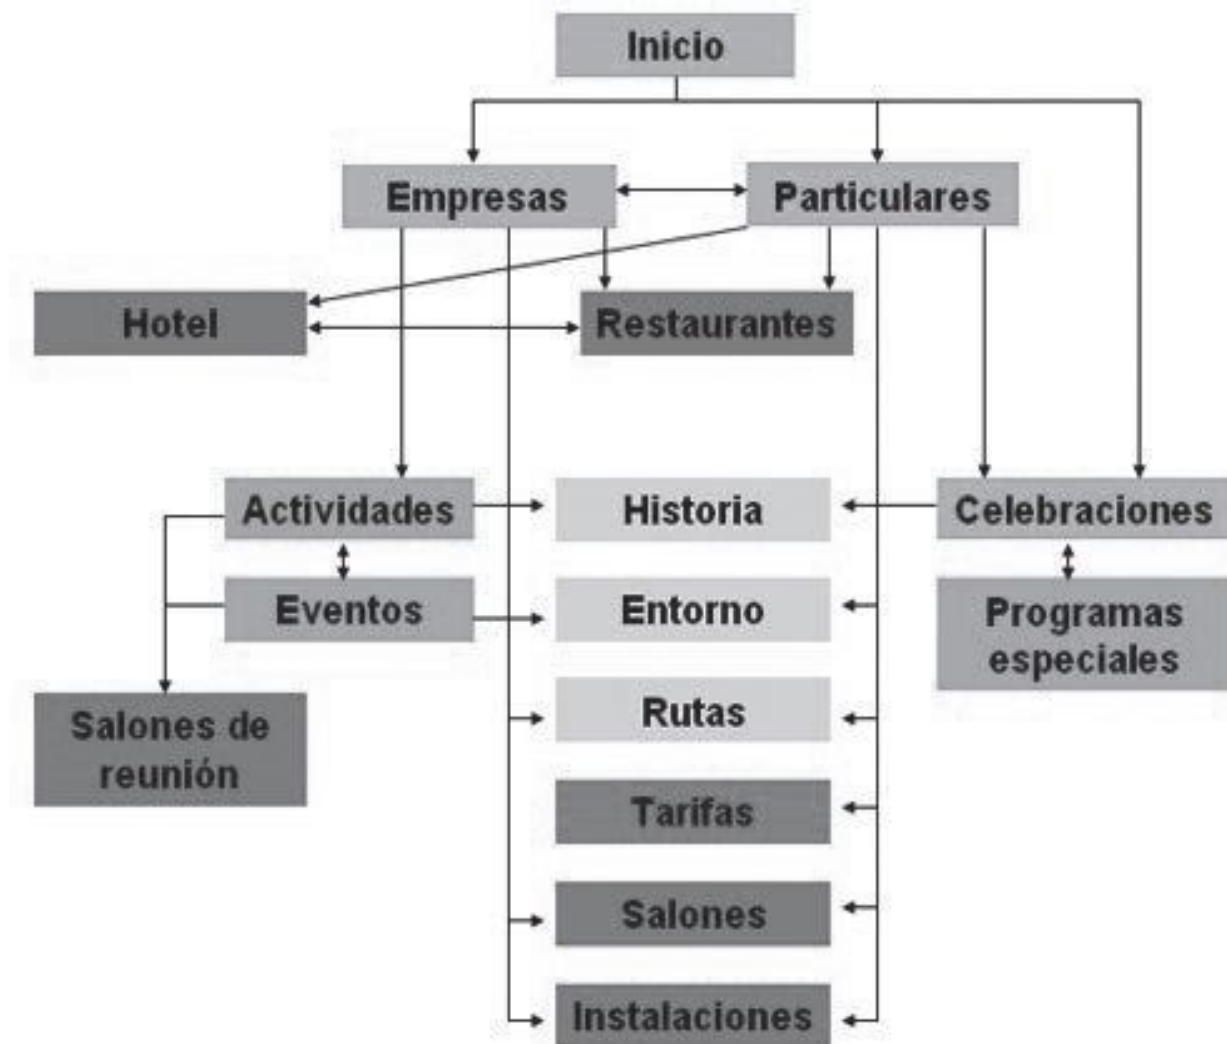 Inicio
Empresas
Particulares
Hotel
Restaurantes
Actividades
Historia
Celebraciones
Eventos
Entorno
Programas
especiales
Rutas
Salones de
reunión
Tarifas
Salones
Instalaciones